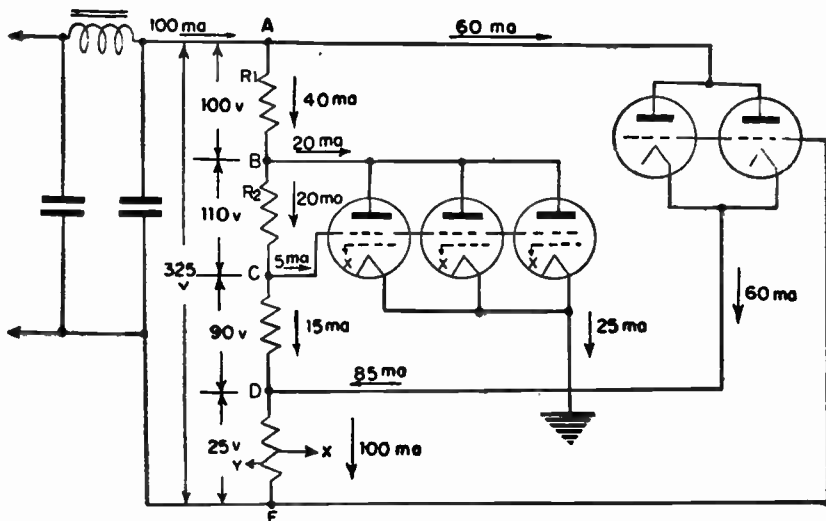 100 ma A 60 ma
R1
100 v 40 ma
20 ma
B
R2
110 v 20 ma
X X X
5 ma
C
325 v
60 ma
90 v 15 ma 25 ma
85 ma
D
25 v X 100 ma
Y
E